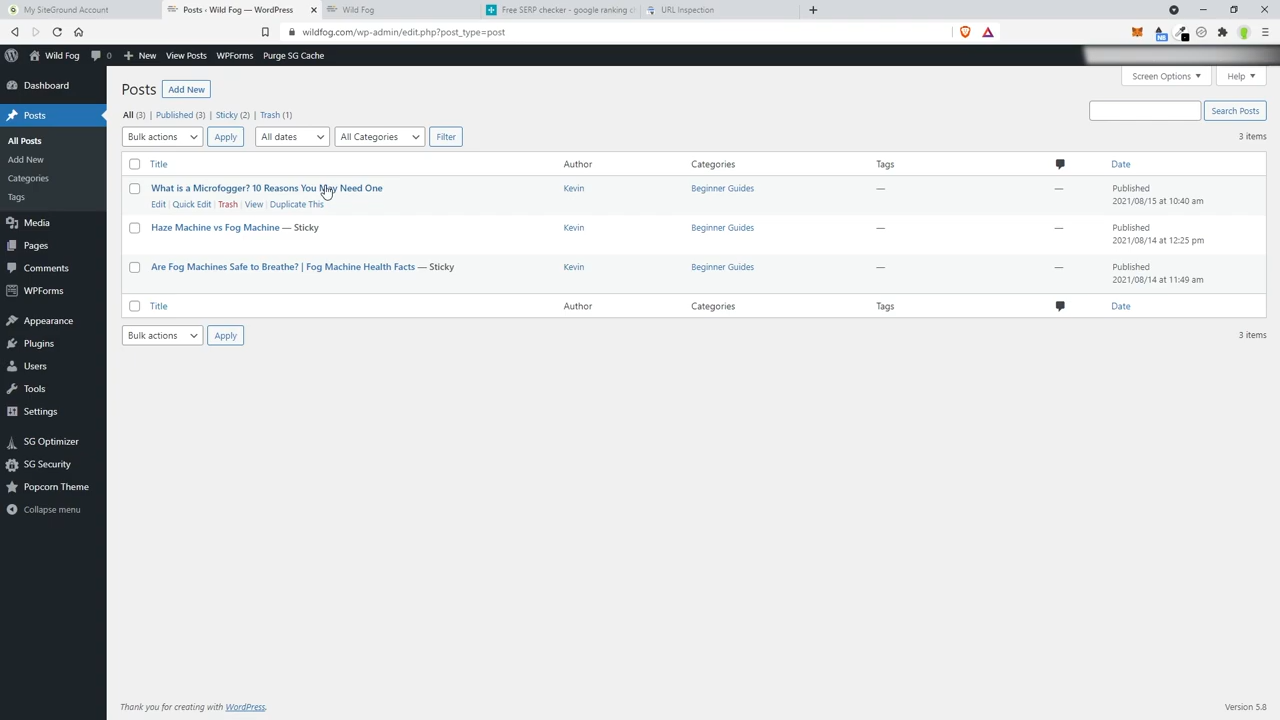 My SiteGround Account
Posts ‹ Wild Fog — WordPress
Wild Fog
Free SERP checker - google ranking c
URL Inspection
wildfog.com/wp-admin/edit.php?post_type=post
Wild Fog
0
New
View Posts
WPForms
Purge SG Cache
Dashboard
Posts
All Posts
Add New
Categories
Tags
Media
Pages
Comments
WPForms
Appearance
Plugins
Users
Tools
Settings
SG Optimizer
SG Security
Popcorn Theme
Collapse menu
Screen Options
Help
Posts
Add New
All (3) | Published (3) | Sticky (2) | Trash (1)
Search Posts
Bulk actions
Apply
All dates
All Categories
Filter
3 items
Title Author Categories Tags Date
What is a Microfogger? 10 Reasons You May Need One Kevin Beginner Guides — — Published
Edit | Quick Edit | Trash | View | Duplicate This 2021/08/15 at 10:40 am
Haze Machine vs Fog Machine — Sticky Kevin Beginner Guides — — Published
2021/08/14 at 12:25 pm
Are Fog Machines Safe to Breathe? | Fog Machine Health Facts — Sticky Kevin Beginner Guides — — Published
2021/08/14 at 11:49 am
Title Author Categories Tags Date
Bulk actions
Apply
3 items
Thank you for creating with WordPress.
Version 5.8